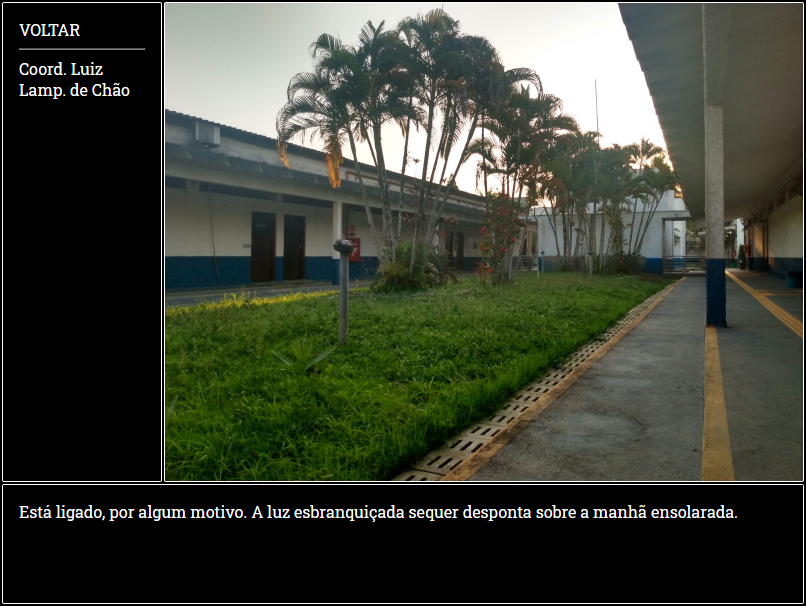 VOLTAR
Coord. Luiz
Lamp. de Chão
Está ligado, por algum motivo. A luz esbranquiçada sequer desponta sobre a manhã ensolarada.